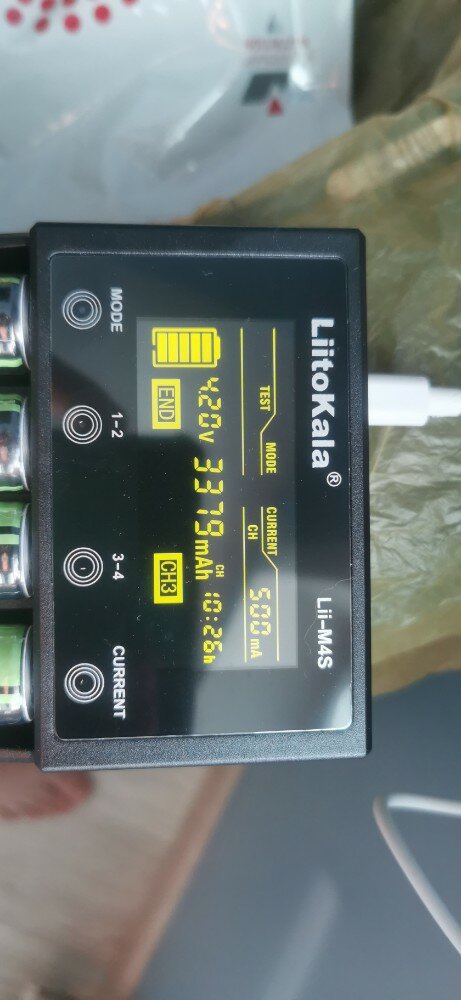 LiitoKala®
Lii-M4S
TEST MODE
CURRENT
CH
500mA
4.20v 3379mAh CH 10:26h
END
CH3
MODE
1-2
3-4
CURRENT